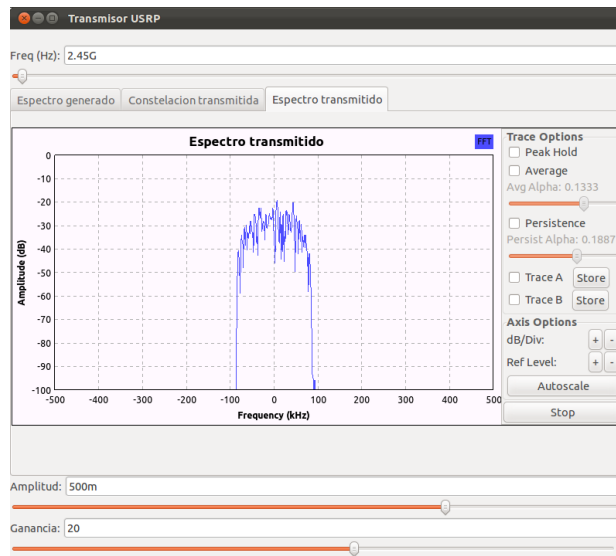 Transmisor USRP
Freq (Hz): 2.45G
Espectro generado Constelacion transmitida Espectro transmitido
Espectro transmitido
FFT
0
-10
-20
-30
-40
-50
-60
-70
-80
-90
-100
Amplitude (dB)
-500 -400 -300 -200 -100 0 100 200 300 400 500
Frequency (kHz)
Trace Options
Peak Hold
Average
Avg Alpha: 0.1333
Persistence
Persist Alpha: 0.1887
Trace A Store
Trace B Store
Axis Options
dB/Div: + -
Ref Level: + -
Autoscale
Stop
Amplitud: 500m
Ganancia: 20